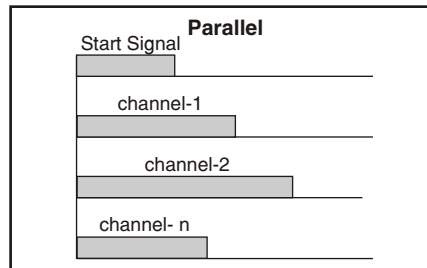 Parallel
Start Signal
channel-1
channel-2
channel- n